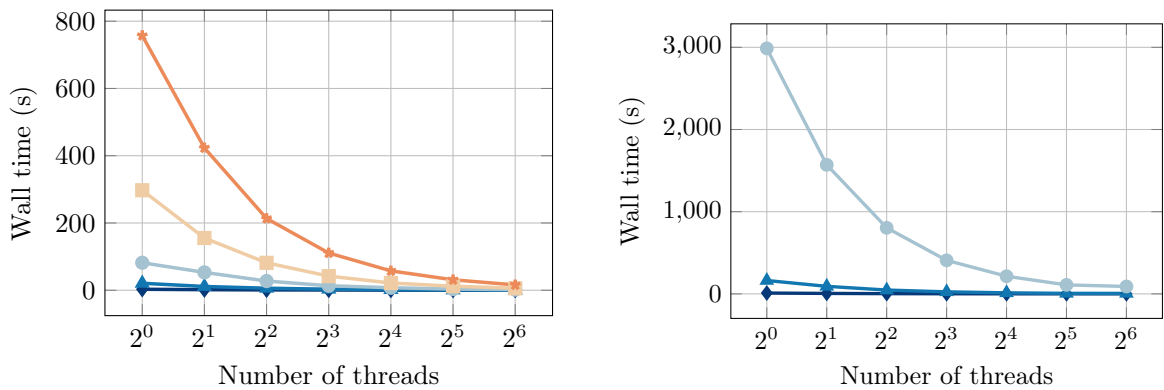 Wall time (s)
800
600
400
200
0
2^0 2^1 2^2 2^3 2^4 2^5 2^6
Number of threads
Wall time (s)
3,000
2,000
1,000
0
2^0 2^1 2^2 2^3 2^4 2^5 2^6
Number of threads